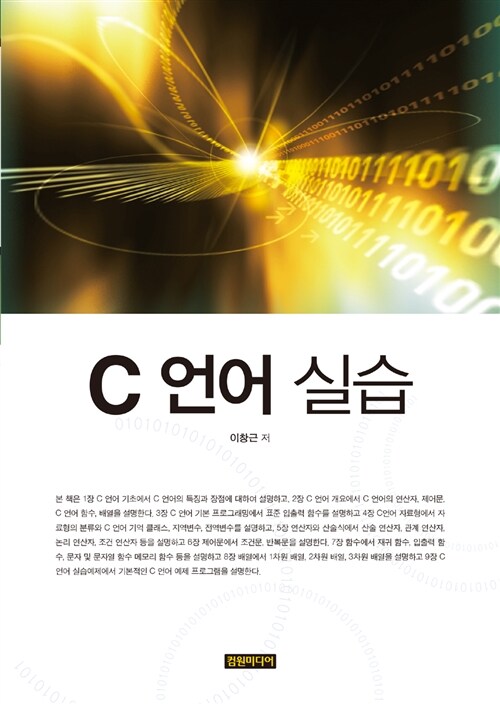 C 언어 실습
이창근 저
본 책은 1장 C 언어 기초에서 C 언어의 특징과 장점에 대하여 설명하고, 2장 C 언어 개요에서 C 언어의 연산자, 제어문,
C 언어 함수, 배열을 설명한다. 3장 C 언어 기본 프로그래밍에서 표준 입출력 함수를 설명하고 4장 C언어 자료형에서 자
료형의 분류와 C 언어 기억 클래스, 지역변수, 전역변수를 설명하고, 5장 연산자와 산술식에서 산술 연산자, 관계 연산자,
논리 연산자, 조건 연산자 등을 설명하고 6장 제어문에서 조건문, 반복문을 설명한다. 7장 함수에서 재귀 함수, 입출력 함
수, 문자 및 문자열 함수 메모리 함수 등을 설명하고 8장 배열에서 1차원 배열, 2차원 배열, 3차원 배열을 설명하고 9장 C
언어 실습예제에서 기본적인 C 언어 예제 프로그램을 설명한다.
컴원미디어